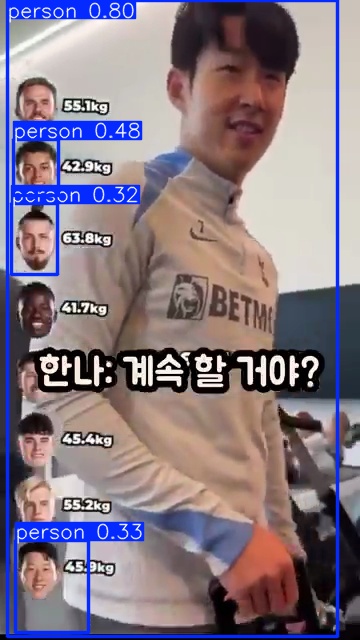 person 0.80
55.1kg
person 0.48
42.9kg
person 0.32
63.8kg
7
41.7kg
한나: 계속 할 거야?
45.4kg
55.2kg
person 0.33
45.9kg